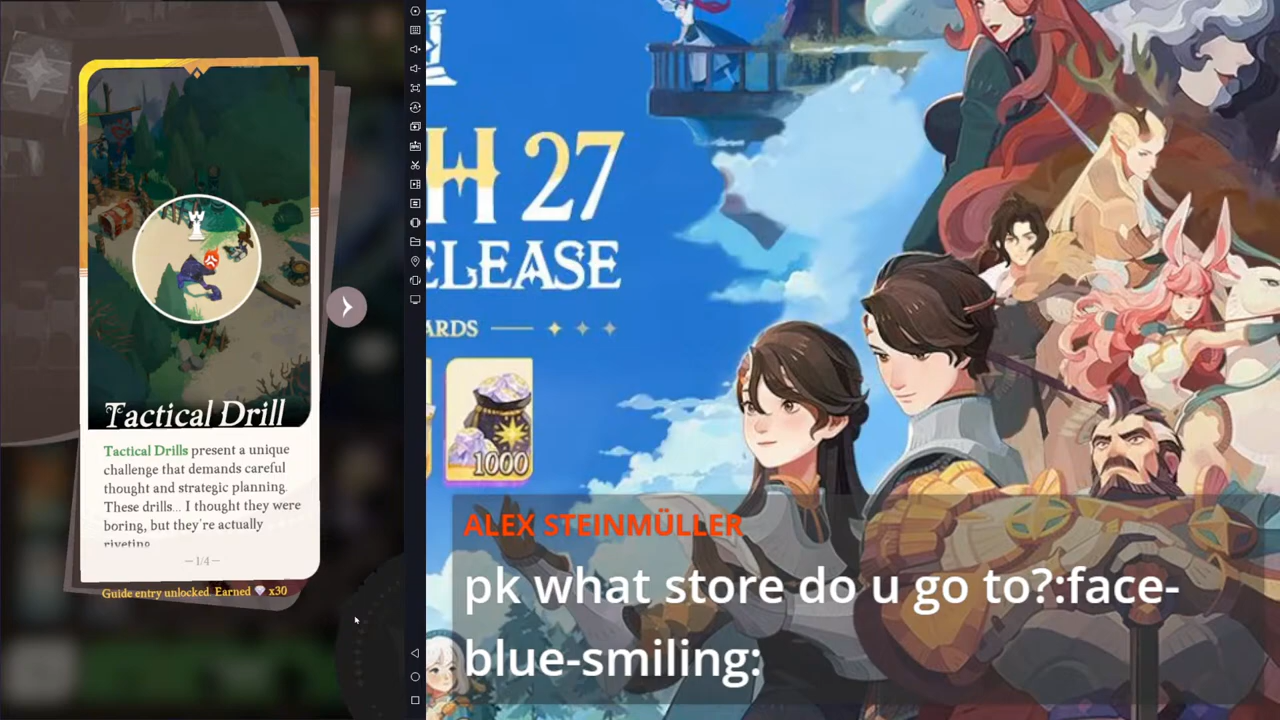 Tactical Drill
Tactical Drills present a unique
challenge that demands careful
thought and strategic planning.
These drills... I thought they were
boring, but they're actually
riveting
1/4
Guide entry unlocked. Earned x30
H 27
ELEASE
ARDS
1000
ALEX STEINMÜLLER
pk what store do u go to?:face-
blue-smiling: